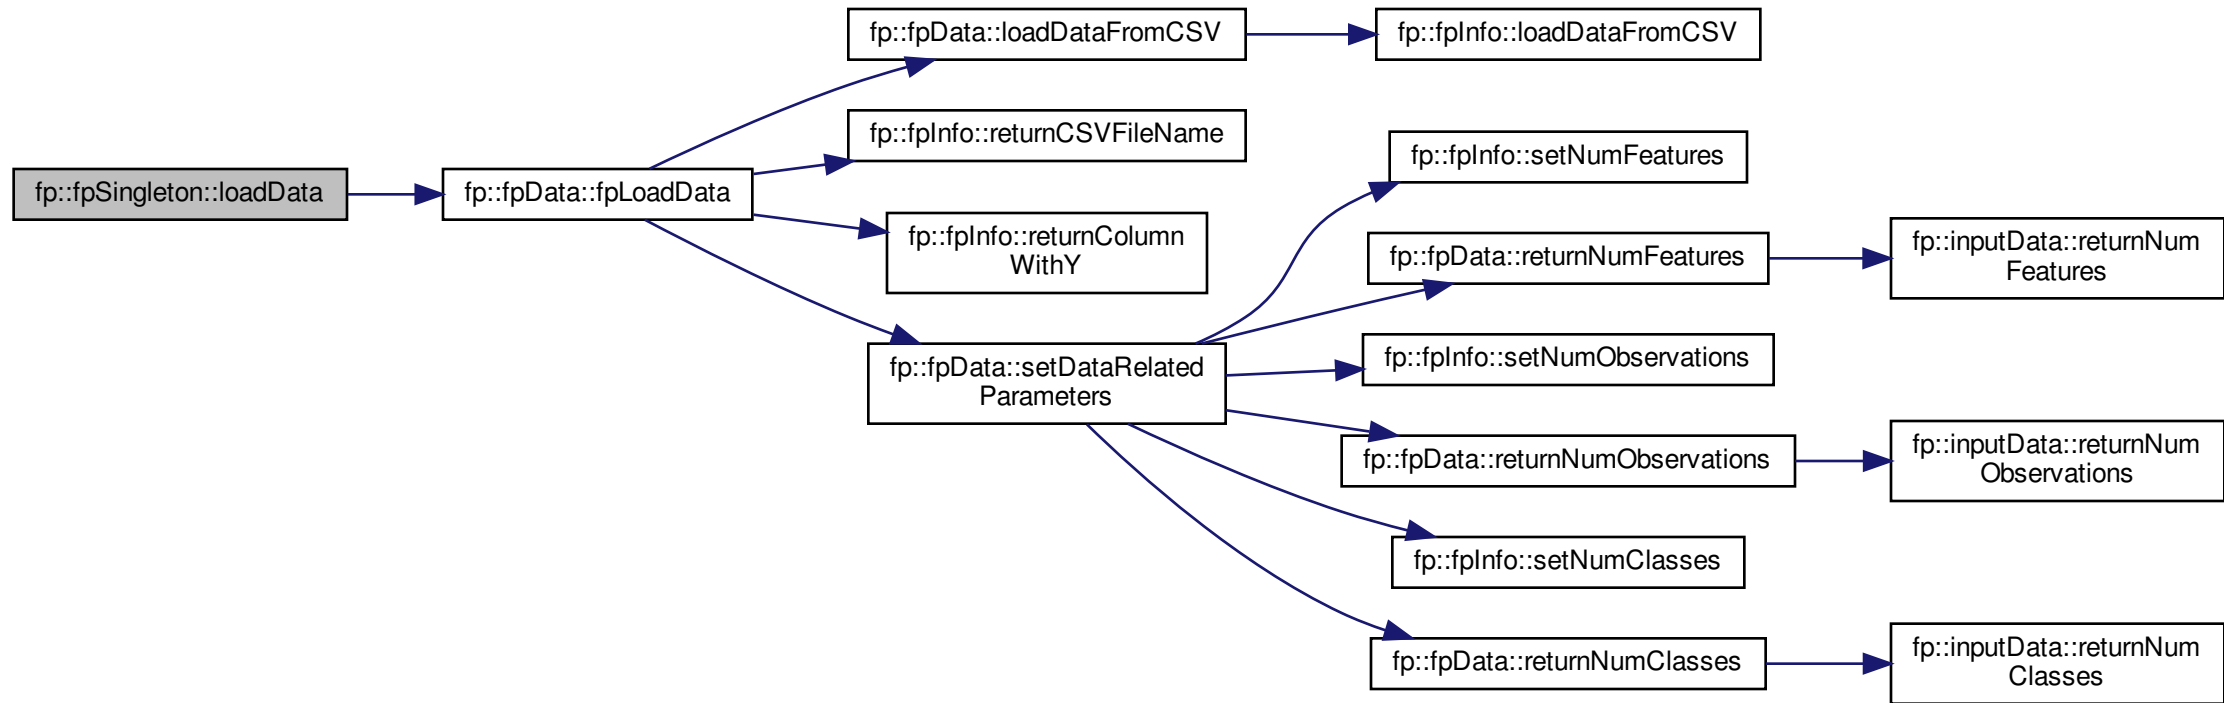 fp::fpSingleton::loadData
fp::fpData::fpLoadData
fp::fpData::loadDataFromCSV
fp::fpInfo::returnCSVFileName
fp::fpInfo::returnColumn
WithY
fp::fpData::setDataRelated
Parameters
fp::fpInfo::loadDataFromCSV
fp::fpInfo::setNumFeatures
fp::fpData::returnNumFeatures
fp::fpInfo::setNumObservations
fp::fpData::returnNumObservations
fp::fpInfo::setNumClasses
fp::fpData::returnNumClasses
fp::inputData::returnNum
Features
fp::inputData::returnNum
Observations
fp::inputData::returnNum
Classes